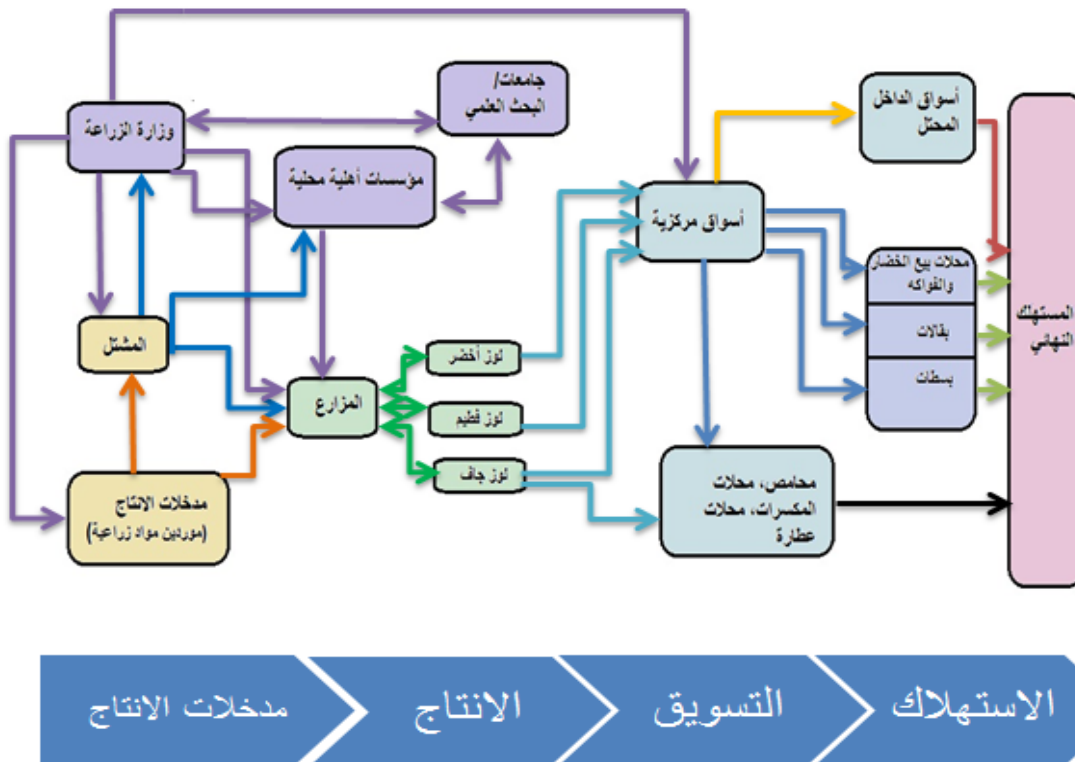 جامعات/
البحث العلمي
وزارة الزراعة
مؤسسات أهلية محلية
المشتل
مدخلات الانتاج
(موردين مواد زراعية)
المزارع
لوز أخضر
لوز فطيم
لوز جاف
أسواق مركزية
أسواق الداخل
المحتل
محلات بيع الخضار
والفواكه
بقالات
بسطات
محامص، محلات
المكسرات، محلات
عطارة
المستهلك
النهائي
مدخلات الانتاج
الانتاج
التسويق
الاستهلاك